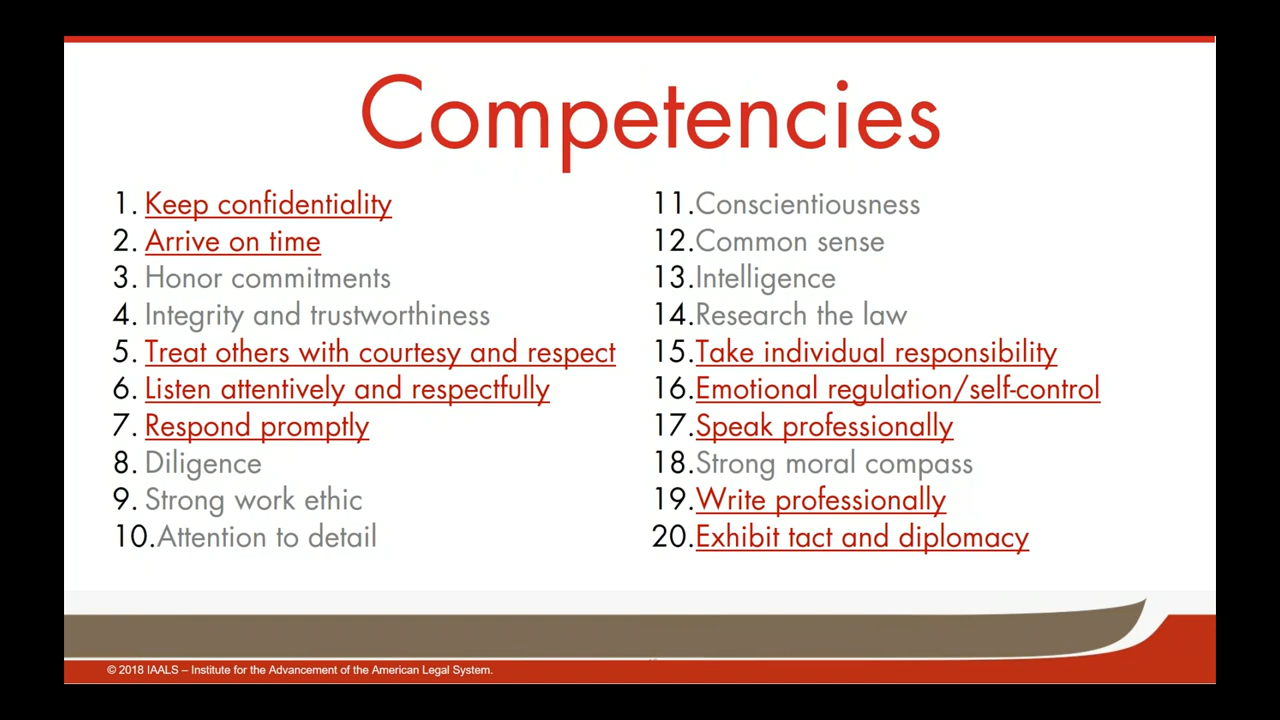 Competencies
1. Keep confidentiality
2. Arrive on time
3. Honor commitments
4. Integrity and trustworthiness
5. Treat others with courtesy and respect
6. Listen attentively and respectfully
7. Respond promptly
8. Diligence
9. Strong work ethic
10.Attention to detail
11.Conscientiousness
12.Common sense
13.Intelligence
14.Research the law
15.Take individual responsibility
16.Emotional regulation/self-control
17.Speak professionally
18.Strong moral compass
19.Write professionally
20.Exhibit tact and diplomacy
© 2018 IAALS – Institute for the Advancement of the American Legal System.